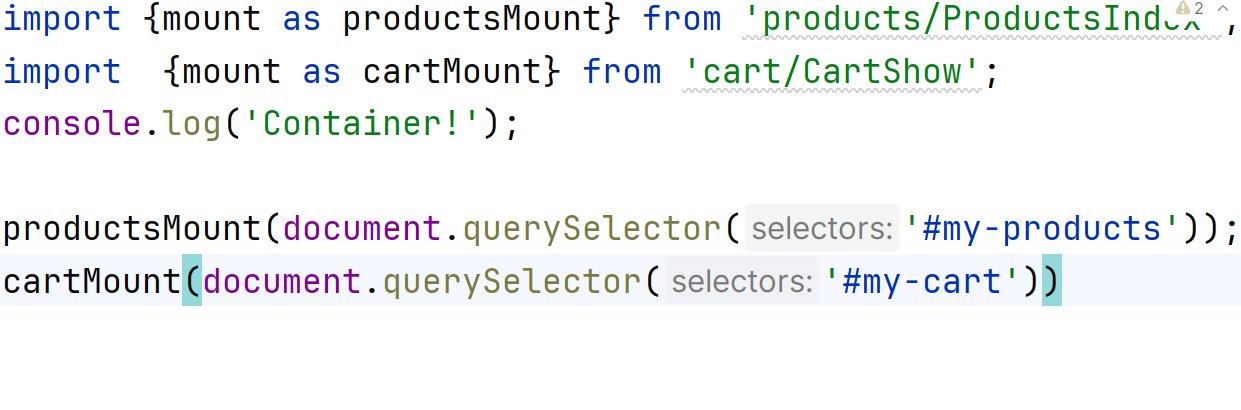 import {mount as productsMount} from 'products/ProductsIndex'; 2
import  {mount as cartMount} from 'cart/CartShow';
console.log('Container!');
productsMount(document.querySelector( selectors: '#my-products'));
cartMount(document.querySelector( selectors: '#my-cart'))